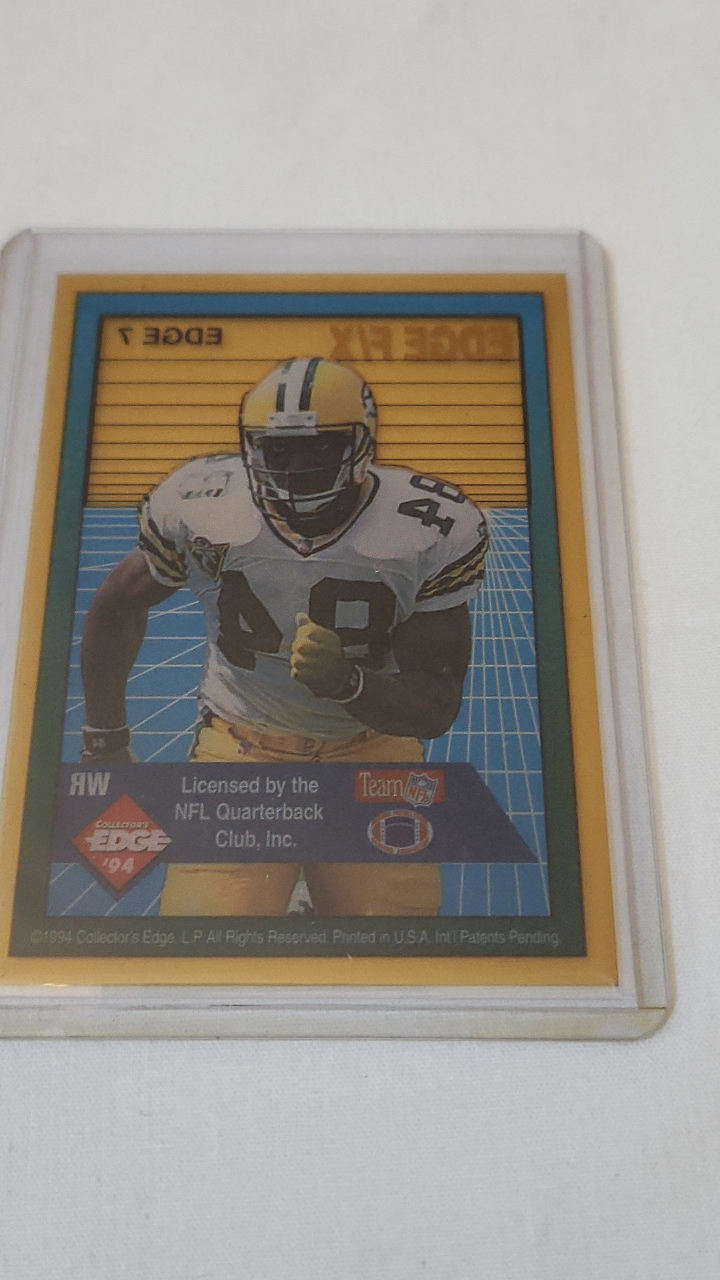 EDGE 7 EDGE F/X
48
48
WR
Licensed by the
NFL Quarterback
Club, Inc.
Team NFL
COLLECTOR'S
EDGE
'94
©1994 Collector's Edge. L.P. All Rights Reserved. Printed in U.S.A. Int'l Patents Pending.